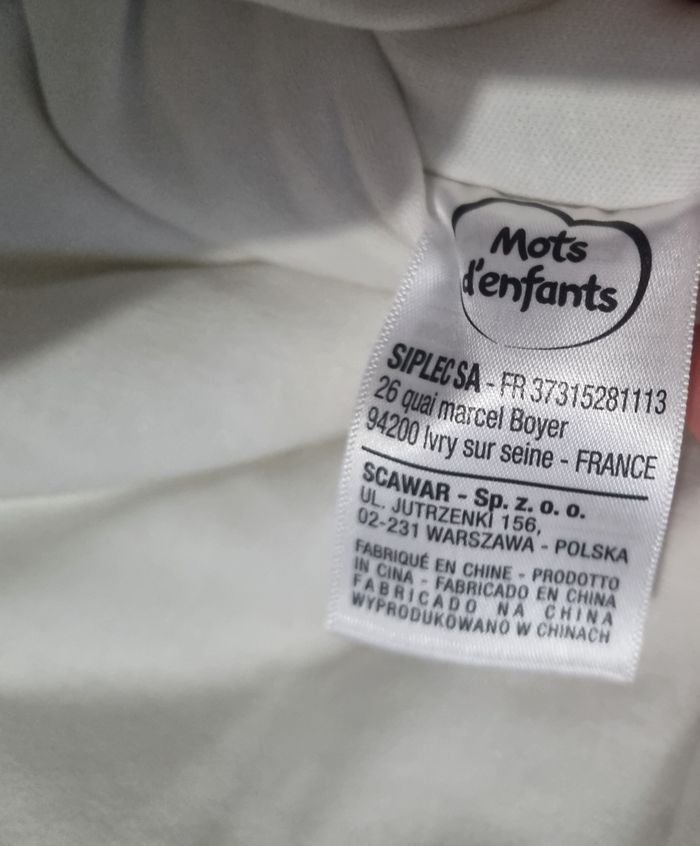 Mots
d'enfants
SIPLEC SA - FR 37315281113
26 quai marcel Boyer
94200 Ivry sur seine - FRANCE
SCAWAR - Sp. z. o. o.
UL. JUTRZENKI 156,
02-231 WARSZAWA - POLSKA
FABRIQUÉ EN CHINE - PRODOTTO
IN CINA - FABRICADO EN CHINA
FABRICADO NA CHINA
WYPRODUKOWANO W CHINACH